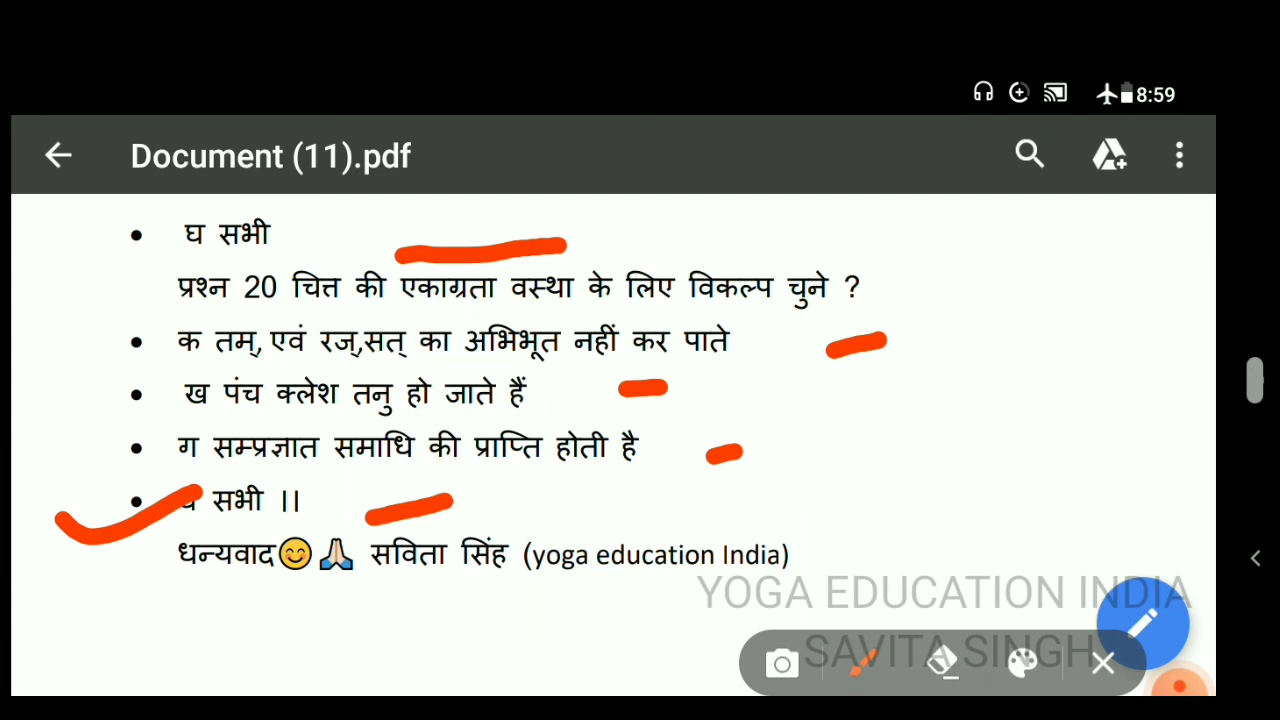 8:59
Document (11).pdf
• घ सभी
प्रश्न 20 चित्त की एकाग्रता वस्था के लिए विकल्प चुने ?
• क तम्, एवं रज्,सत् का अभिभूत नहीं कर पाते
• ख पंच क्लेश तनु हो जाते हैं
• ग सम्प्रज्ञात समाधि की प्राप्ति होती है
• घ सभी ।।
धन्यवाद😊🙏🏻 सविता सिंह (yoga education India)
YOGA EDUCATION INDIA
SAVITA SINGH